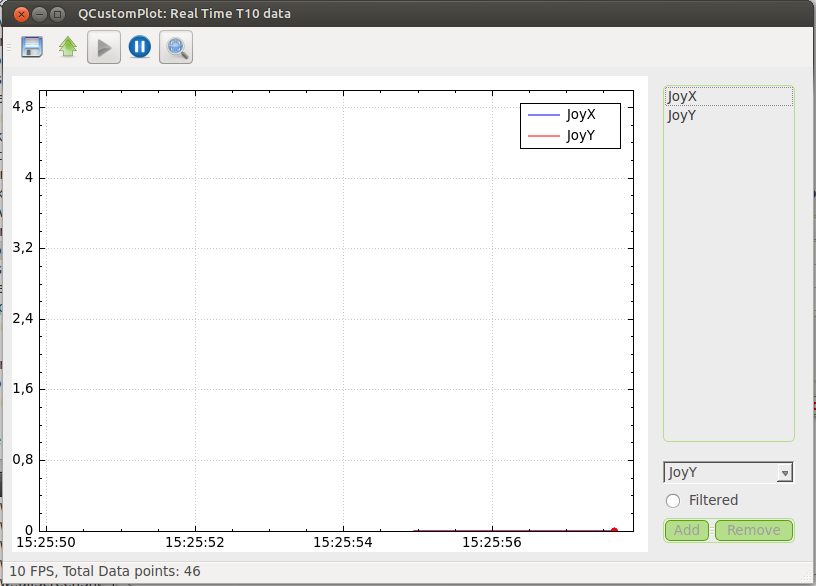 QCustomPlot: Real Time T10 data
4,8
4
3,2
2,4
1,6
0,8
0
15:25:50 15:25:52 15:25:54 15:25:56
JoyX
JoyY
JoyX
JoyY
JoyY
Filtered
Add Remove
10 FPS, Total Data points: 46